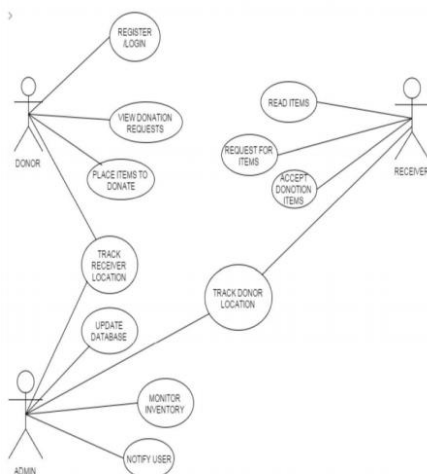 REGISTER
/LOGIN
VIEW DONATION
REQUESTS
DONOR
PLACE ITEMS TO
DONATE
READ ITEMS
REQUEST FOR
ITEMS
ACCEPT
DONOTION
ITEMS
RECEIVER
TRACK
RECEIVER
LOCATION
TRACK DONOR
LOCATION
UPDATE
DATABASE
MONITOR
INVENTORY
NOTIFY USER
ADMIN